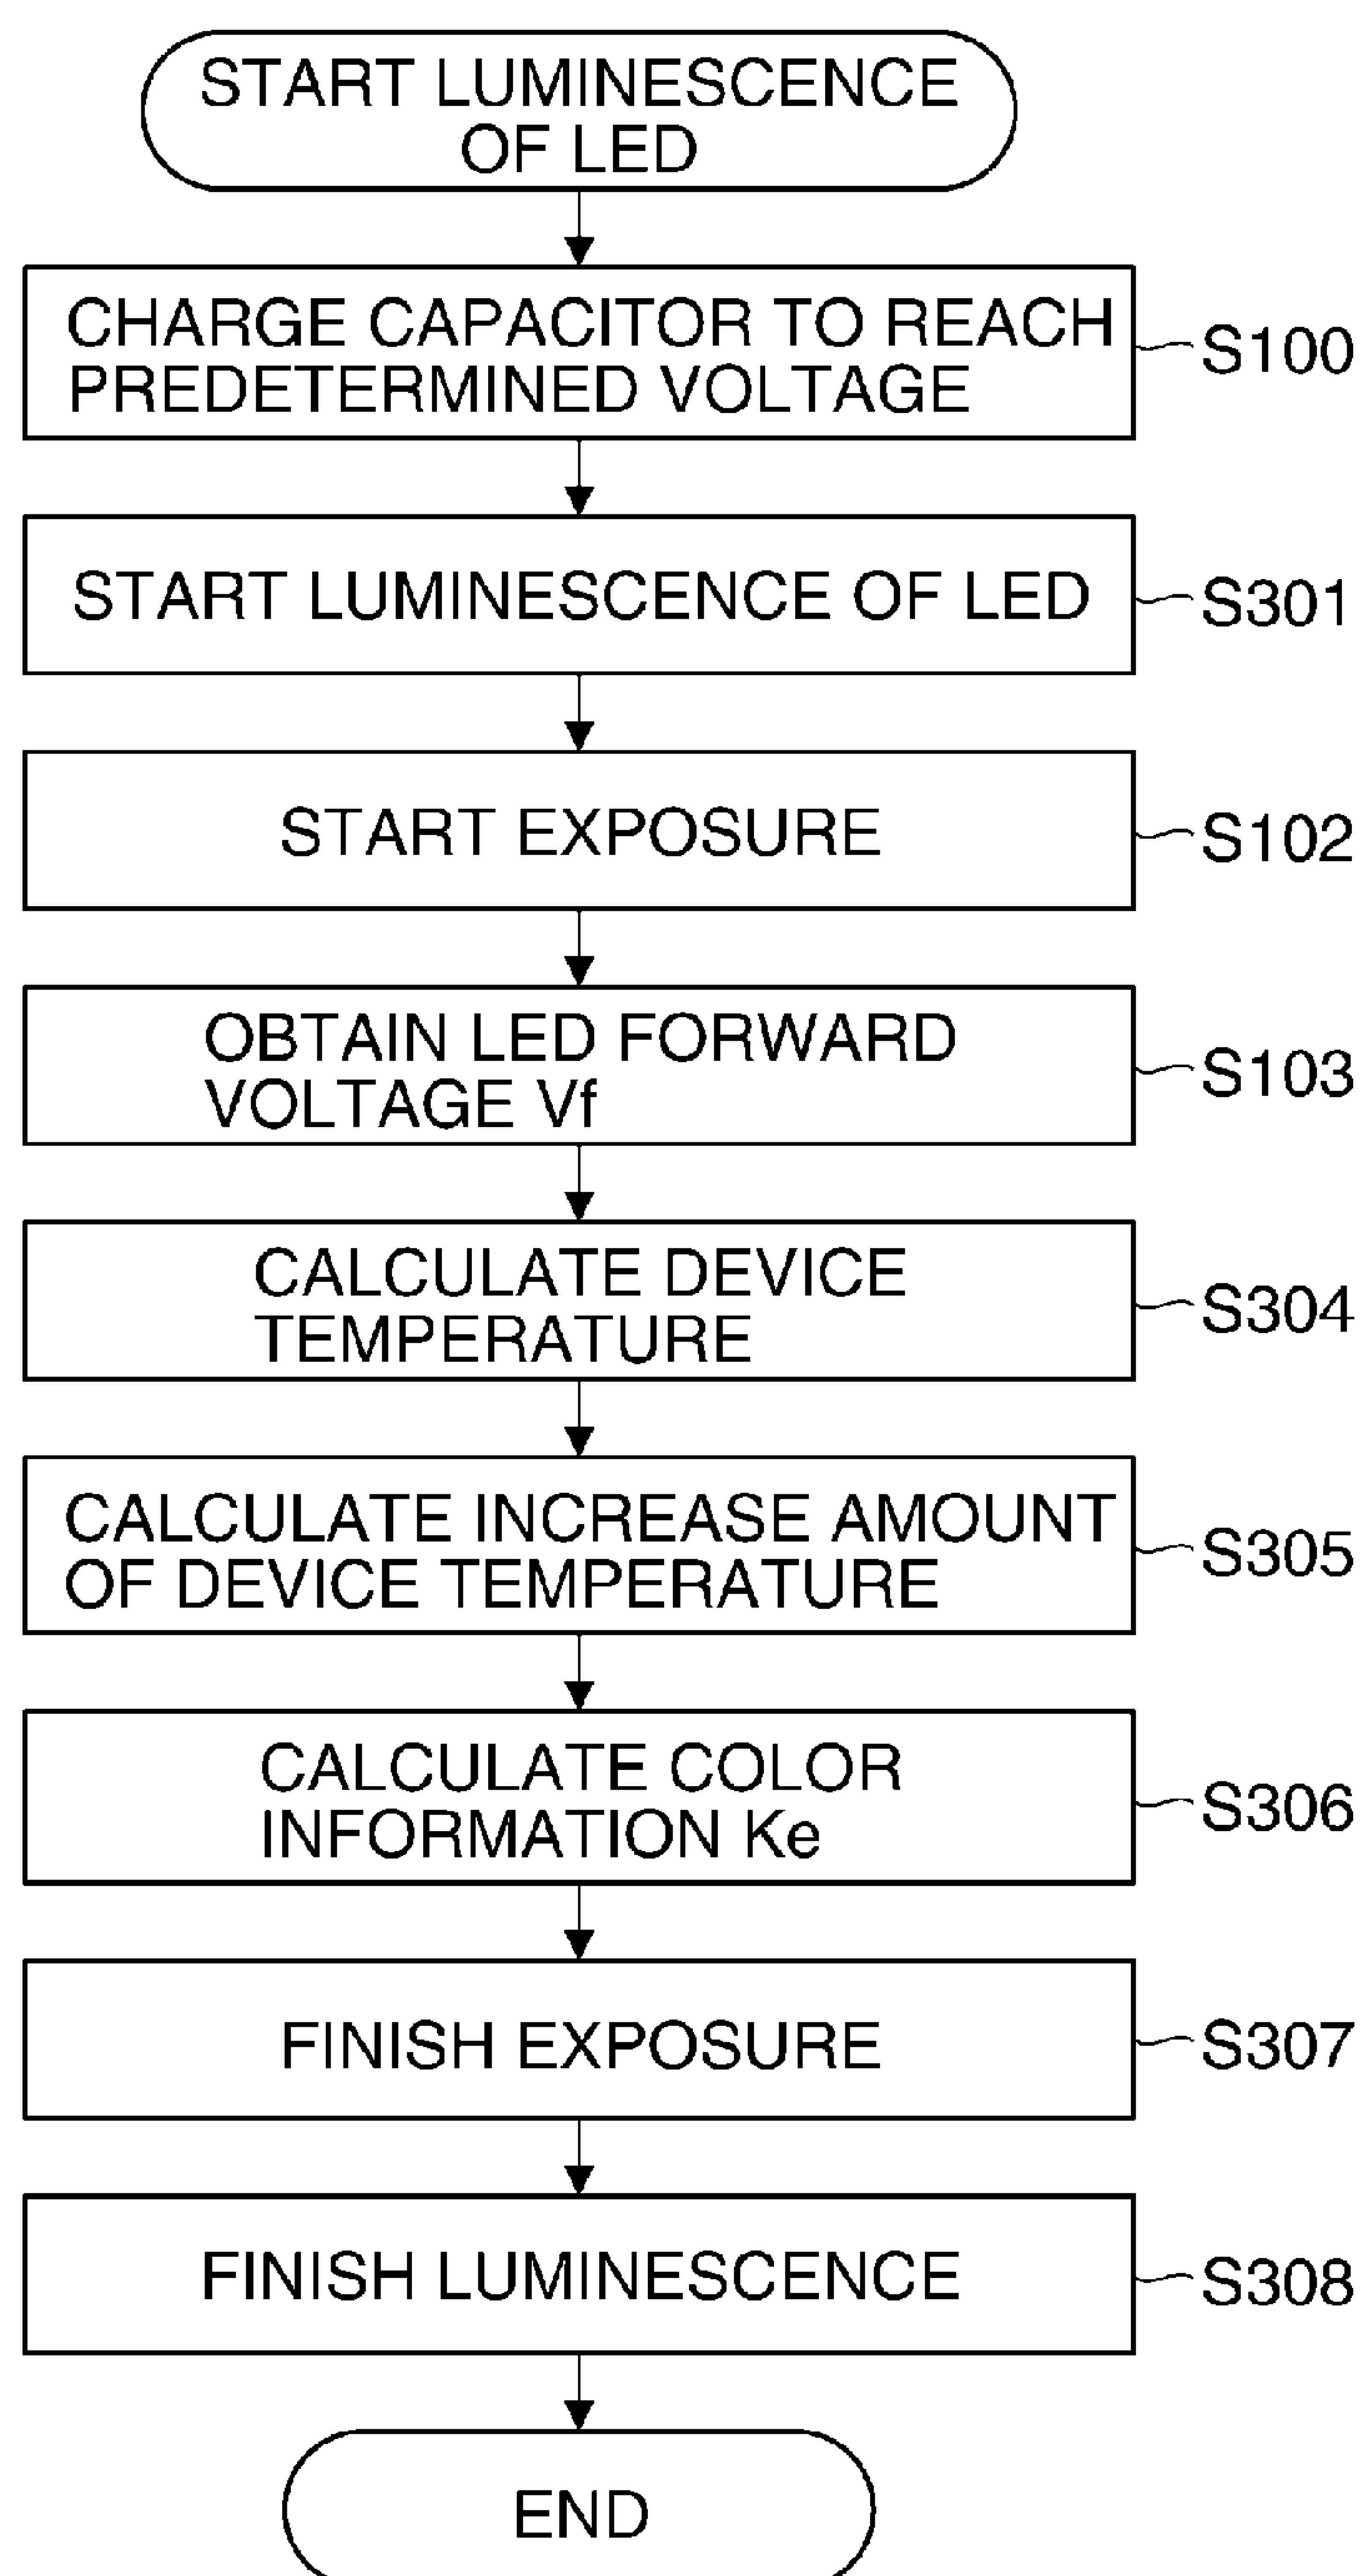 START LUMINESCENCE
OF LED
CHARGE CAPACITOR TO REACH
PREDETERMINED VOLTAGE
S100
START LUMINESCENCE OF LED
S301
START EXPOSURE
S102
OBTAIN LED FORWARD
VOLTAGE Vf
S103
CALCULATE DEVICE
TEMPERATURE
S304
CALCULATE INCREASE AMOUNT
OF DEVICE TEMPERATURE
S305
CALCULATE COLOR
INFORMATION Ke
S306
FINISH EXPOSURE
S307
FINISH LUMINESCENCE
S308
END